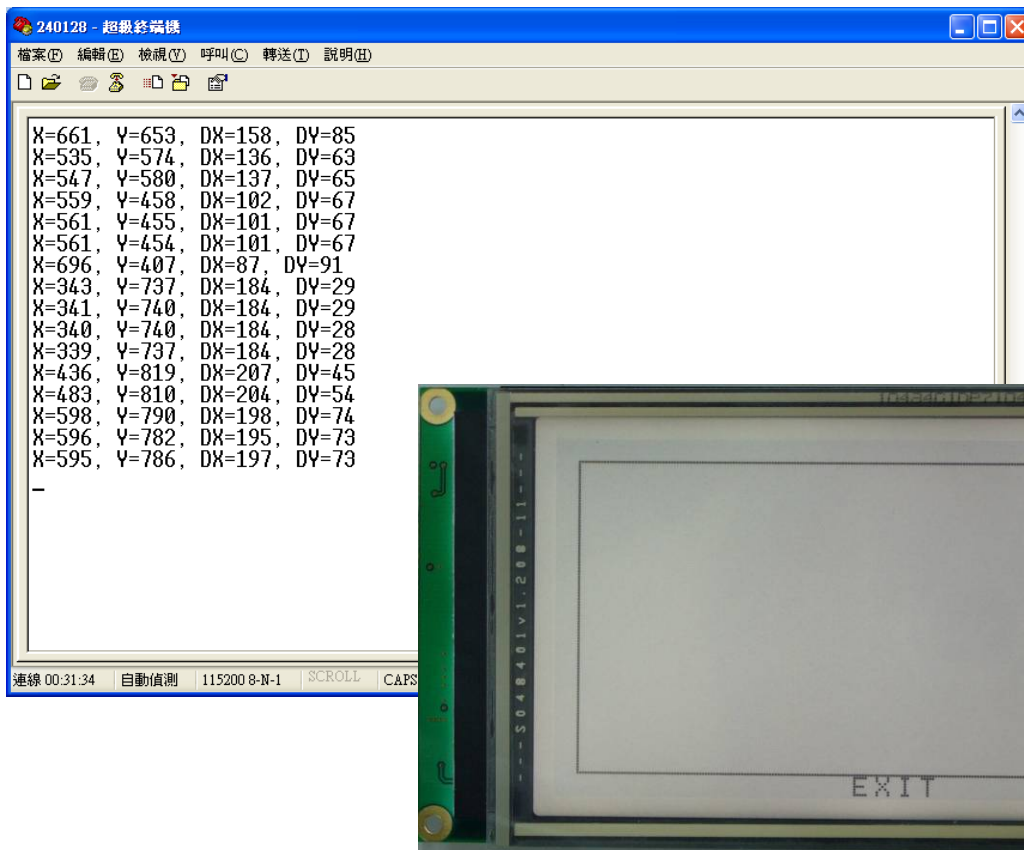 240128 - 超級終端機
檔案(F) 編輯(E) 檢視(V) 呼叫(C) 轉送(T) 說明(H)
X=661, Y=653, DX=158, DY=85
X=535, Y=574, DX=136, DY=63
X=547, Y=580, DX=137, DY=65
X=559, Y=458, DX=102, DY=67
X=561, Y=455, DX=101, DY=67
X=561, Y=454, DX=101, DY=67
X=696, Y=407, DX=87, DY=91
X=343, Y=737, DX=184, DY=29
X=341, Y=740, DX=184, DY=29
X=340, Y=740, DX=184, DY=28
X=339, Y=737, DX=184, DY=28
X=436, Y=819, DX=207, DY=45
X=483, Y=810, DX=204, DY=54
X=598, Y=790, DX=198, DY=74
X=596, Y=782, DX=195, DY=73
X=595, Y=786, DX=197, DY=73
_
連線 00:31:34 自動偵測 115200 8-N-1 SCROLL CAPS
---S048401v1.208-11---
EXIT